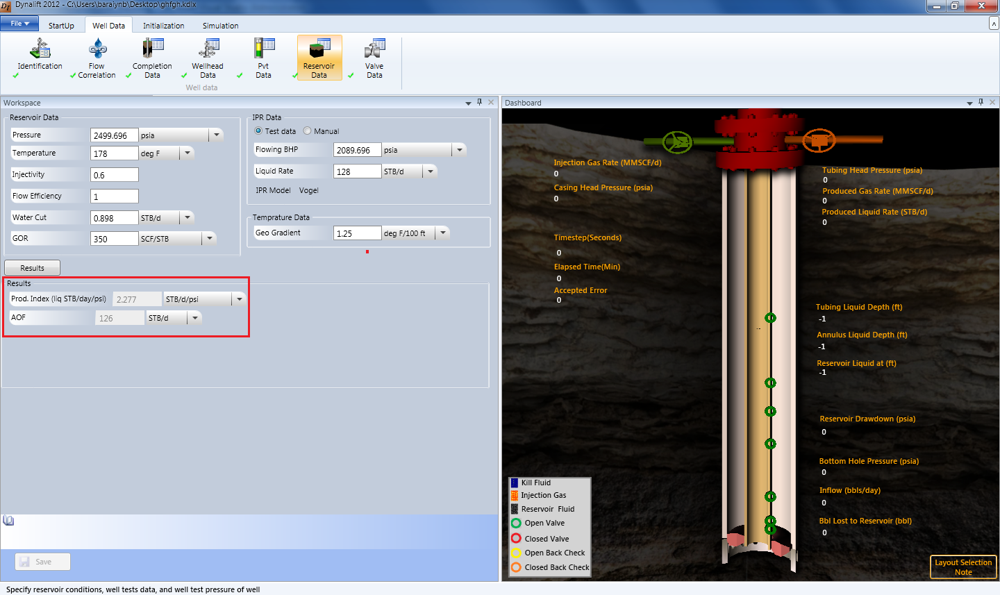 Dynalift 2012 - C:\Users\baraiynb\Desktop\ghfgh.kdlx
File
StartUp
Well Data
Initialization
Simulation
Identification
Flow
Correlation
Completion
Data
Wellhead
Data
Pvt
Data
Reservoir
Data
Valve
Data
Well data
Workspace
Reservoir Data
Pressure 2499.696 psia
Temperature 178 deg F
Injectivity 0.6
Flow Efficiency 1
Water Cut 0.898 STB/d
GOR 350 SCF/STB
IPR Data
Test data Manual
Flowing BHP 2089.696 psia
Liquid Rate 128 STB/d
IPR Model Vogel
Temprature Data
Geo Gradient 1.25 deg F/100 ft
Results
Results
Prod. Index (liq STB/day/psi) 2.277 STB/d/psi
AOF 126 STB/d
Save
Specify reservoir conditions, well tests data, and well test pressure of well
Dashboard
Injection Gas Rate (MMSCF/d)
0
Casing Head Pressure (psia)
0
Timestep(Seconds)
0
Elapsed Time(Min)
0
Accepted Error
0
Tubing Head Pressure (psia)
0
Produced Gas Rate (MMSCF/d)
0
Produced Liquid Rate (STB/d)
0
Tubing Liquid Depth (ft)
-1
Annulus Liquid Depth (ft)
-1
Reservoir Liquid at (ft)
-1
Reservoir Drawdown (psia)
0
Bottom Hole Pressure (psia)
0
Inflow (bbls/day)
0
Bbl Lost to Reservoir (bbl)
0
Kill Fluid
Injection Gas
Reservoir Fluid
Open Valve
Closed Valve
Open Back Check
Closed Back Check
Layout Selection
Note